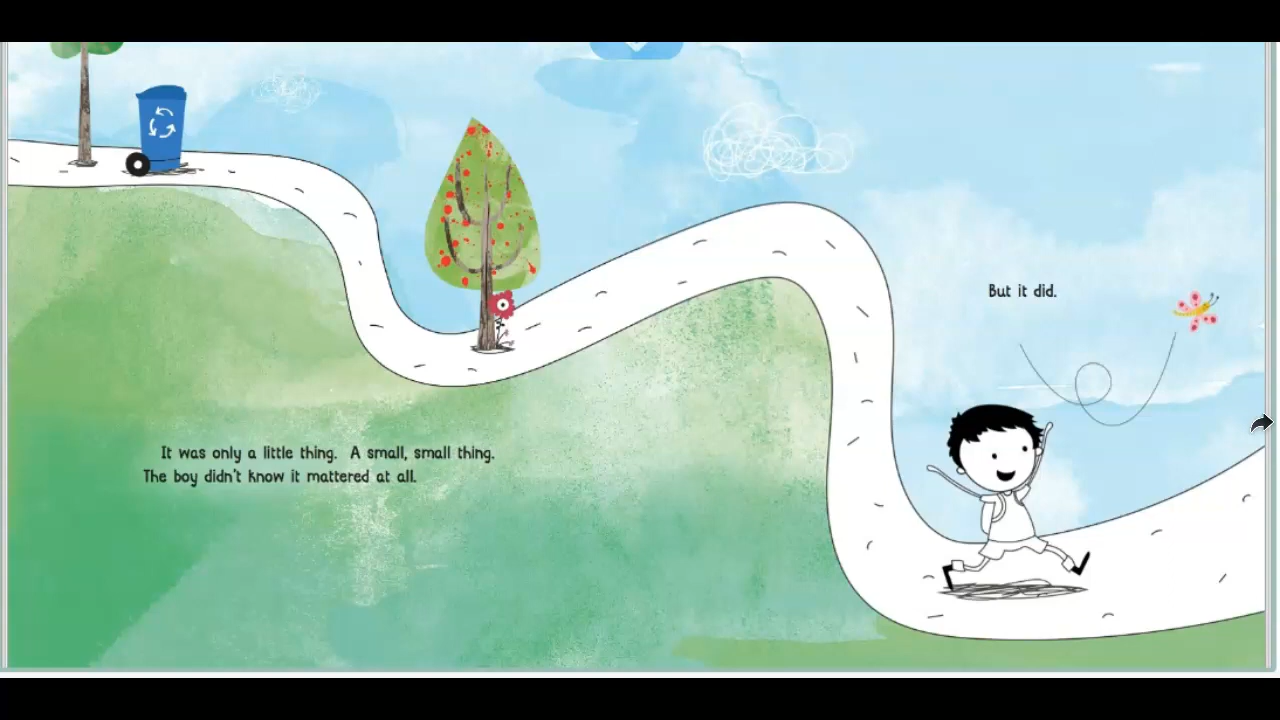 It was only a little thing.  A small, small thing.
The boy didn't know it mattered at all.
But it did.